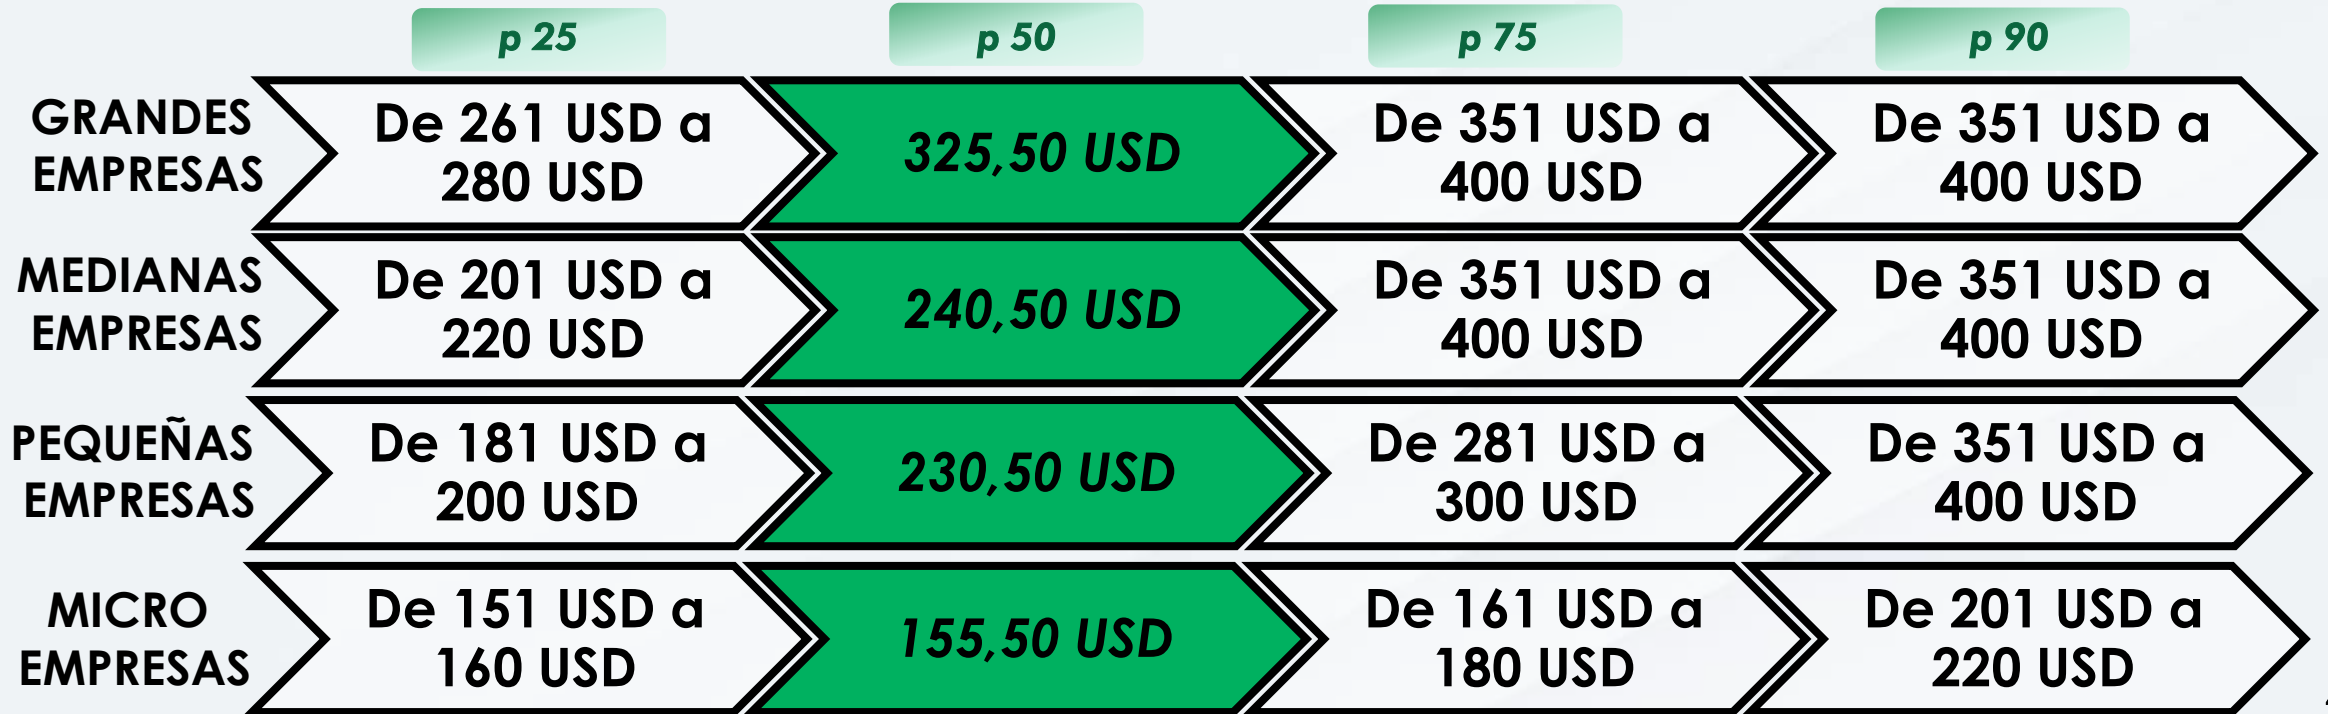 p 25
p 50
p 75
p 90
GRANDES
EMPRESAS
De 261 USD a
280 USD
325,50 USD
De 351 USD a
400 USD
De 351 USD a
400 USD
MEDIANAS
EMPRESAS
De 201 USD a
220 USD
240,50 USD
De 351 USD a
400 USD
De 351 USD a
400 USD
PEQUEÑAS
EMPRESAS
De 181 USD a
200 USD
230,50 USD
De 281 USD a
300 USD
De 351 USD a
400 USD
MICRO
EMPRESAS
De 151 USD a
160 USD
155,50 USD
De 161 USD a
180 USD
De 201 USD a
220 USD